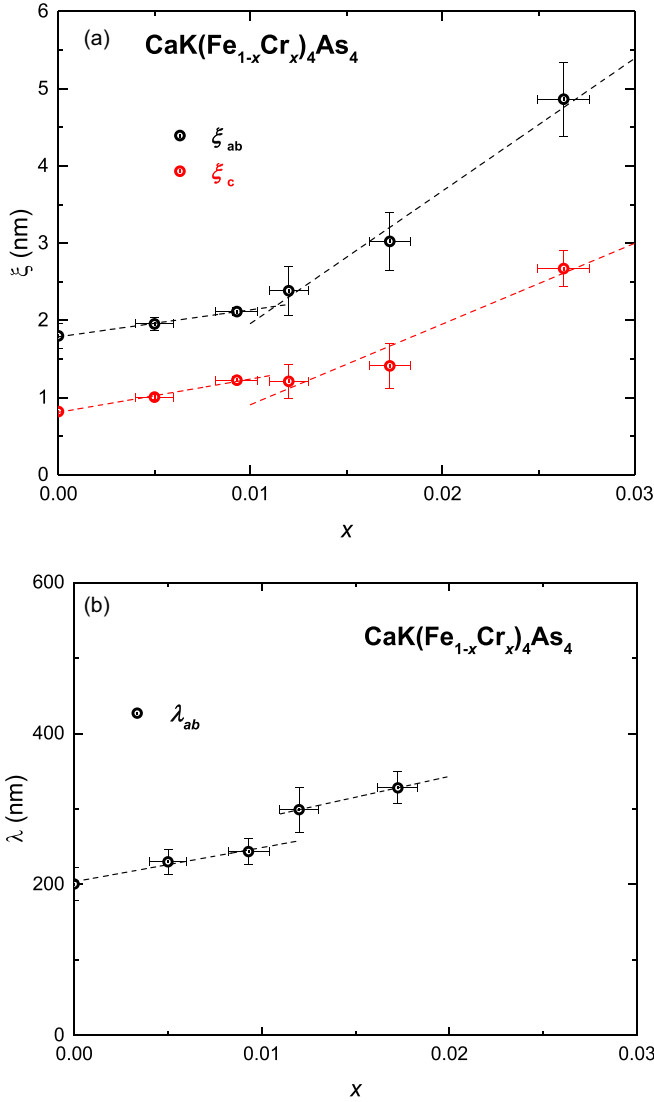 (a)
CaK(Fe1-xCrx)4As4
ξab
ξc
ξ (nm)
6
5
4
3
2
1
0
0.00 0.01 0.02 0.03
x
(b)
CaK(Fe1-xCrx)4As4
λab
λ (nm)
600
400
200
0
0.00 0.01 0.02 0.03
x